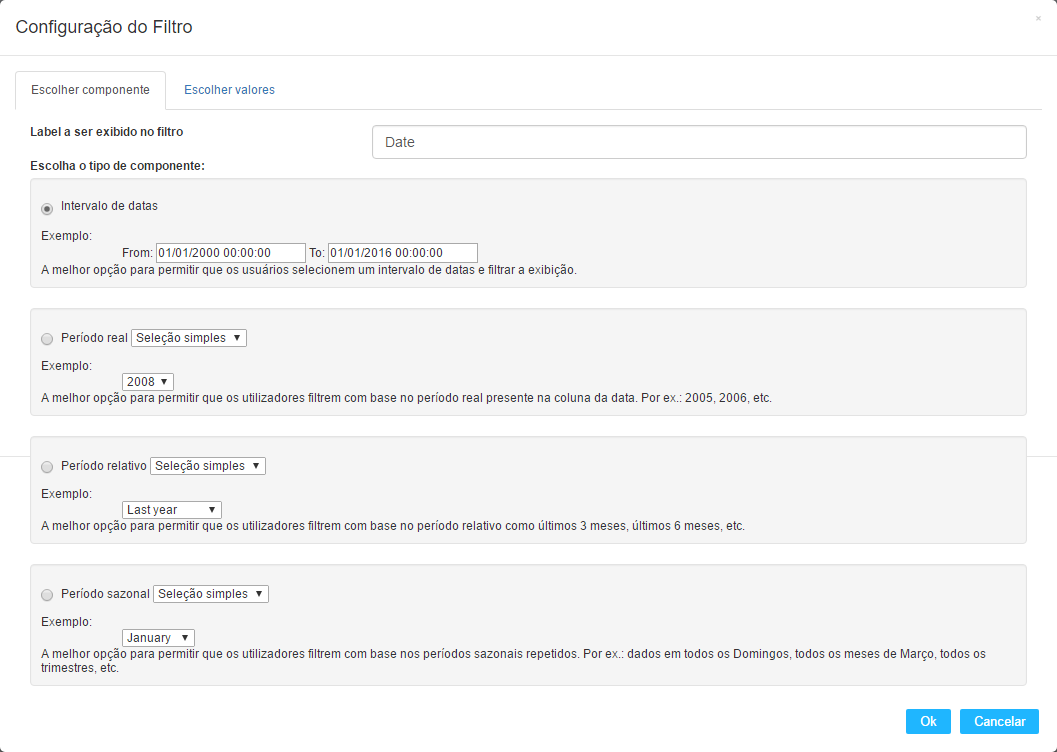 Configuração do Filtro
×
Escolher componente Escolher valores
Label a ser exibido no filtro
Date
Escolha o tipo de componente:
Intervalo de datas
Exemplo:
From: 01/01/2000 00:00:00 To: 01/01/2016 00:00:00
A melhor opção para permitir que os usuários selecionem um intervalo de datas e filtrar a exibição.
Período real Seleção simples ▼
Exemplo:
2008 ▼
A melhor opção para permitir que os utilizadores filtrem com base no período real presente na coluna da data. Por ex.: 2005, 2006, etc.
Período relativo Seleção simples ▼
Exemplo:
Last year ▼
A melhor opção para permitir que os utilizadores filtrem com base no período relativo como últimos 3 meses, últimos 6 meses, etc.
Período sazonal Seleção simples ▼
Exemplo:
January ▼
A melhor opção para permitir que os utilizadores filtrem com base nos períodos sazonais repetidos. Por ex.: dados em todos os Domingos, todos os meses de Março, todos os
trimestres, etc.
Ok Cancelar